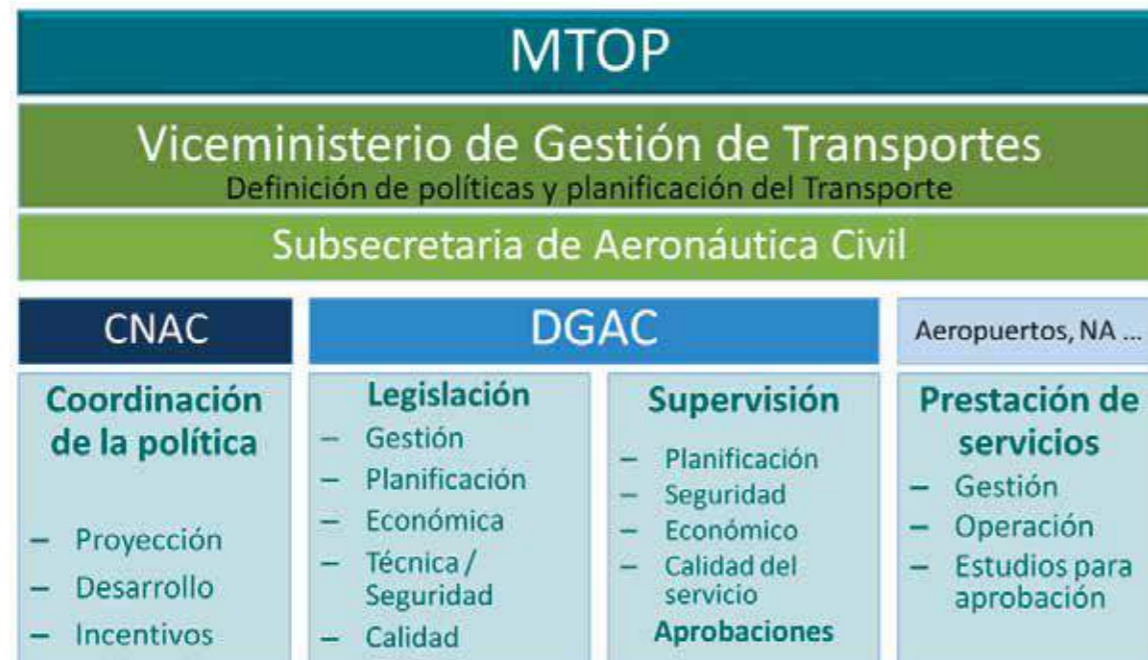 MTOP
Viceministerio de Gestión de Transportes
Definición de políticas y planificación del Transporte
Subsecretaria de Aeronáutica Civil
CNAC
DGAC
Aeropuertos, NA ...
Coordinación
de la política
– Proyección
– Desarrollo
– Incentivos
Legislación
– Gestión
– Planificación
– Económica
– Técnica /
Seguridad
– Calidad
Supervisión
– Planificación
– Seguridad
– Económico
– Calidad del
servicio
Aprobaciones
Prestación de
servicios
– Gestión
– Operación
– Estudios para
aprobación